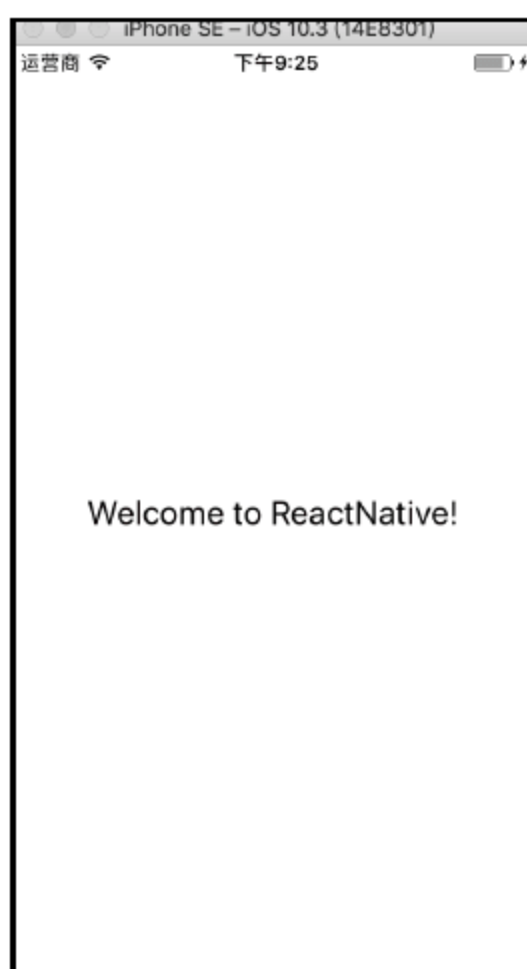 iPhone SE – iOS 10.3 (14E8301)
运营商 下午9:25
Welcome to ReactNative!